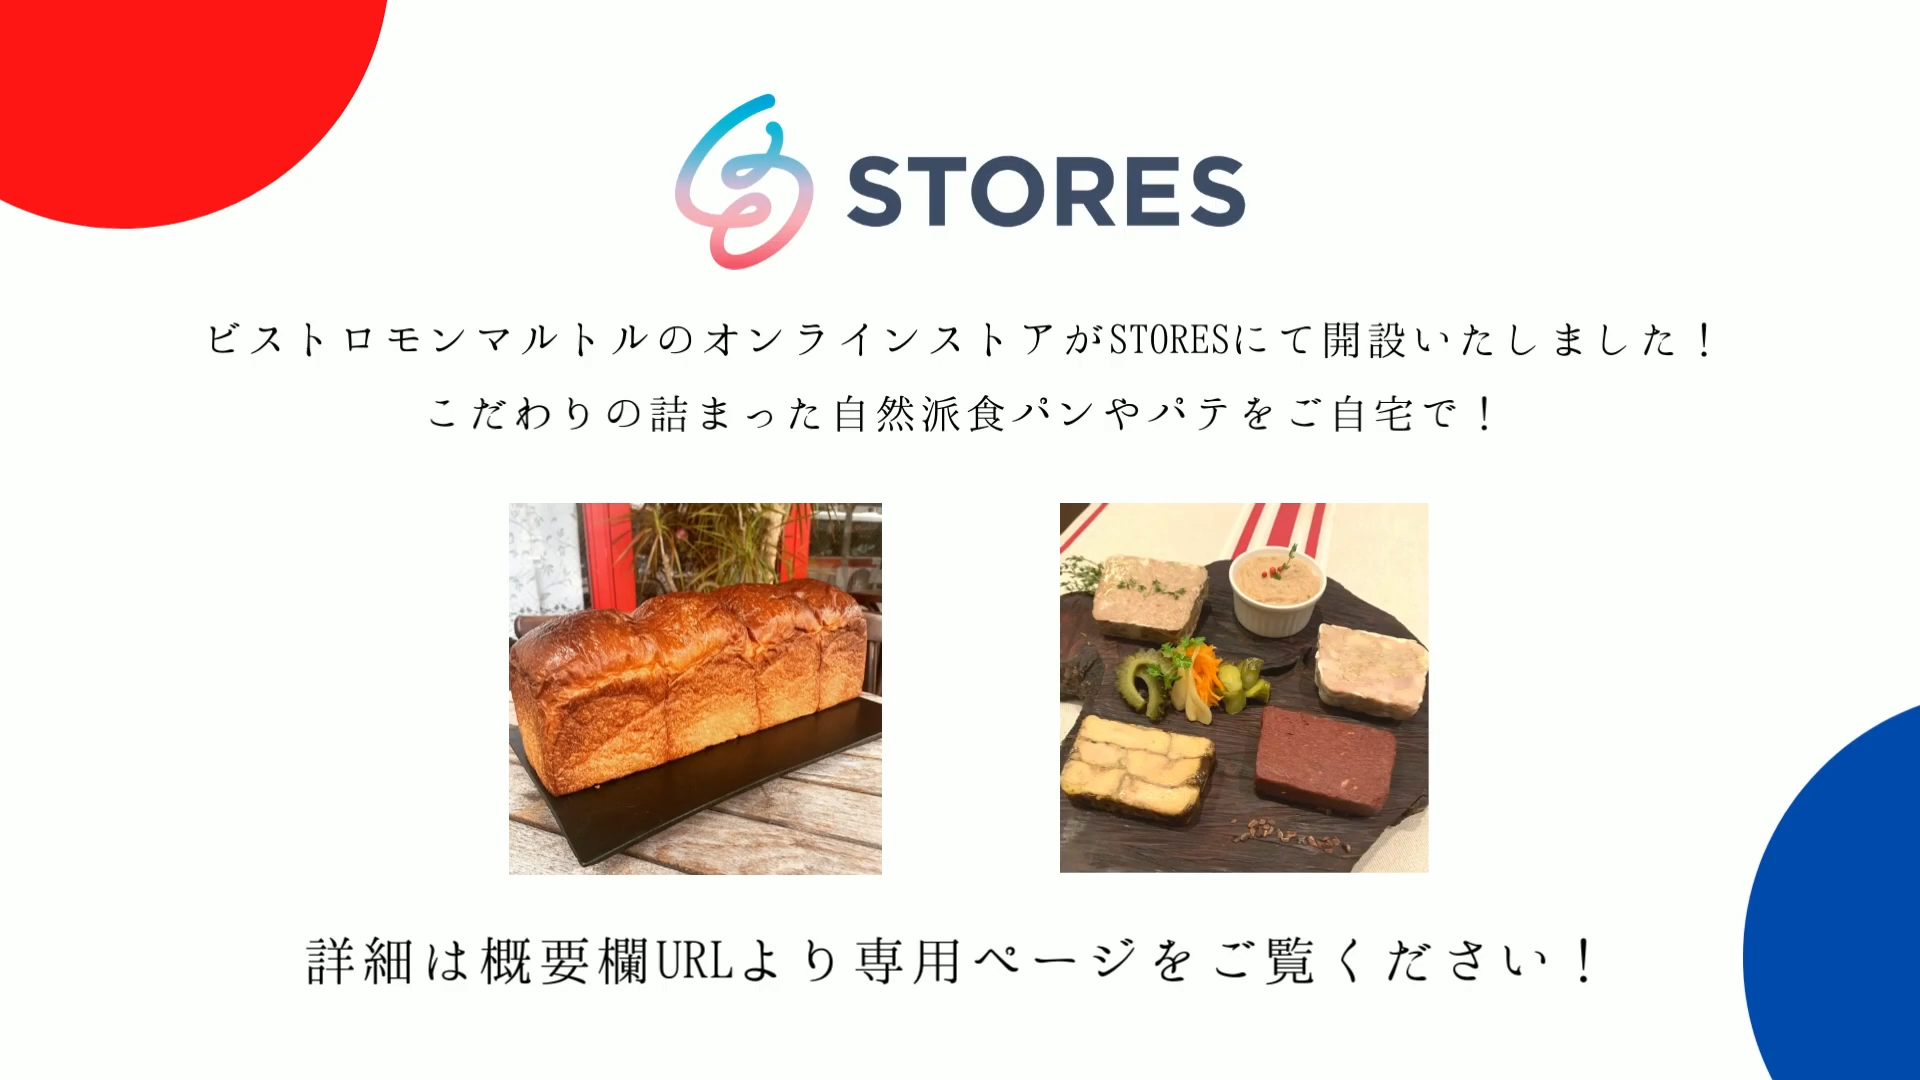 STORES
ビストロモンマルトルのオンラインストアがSTORESにて開設いたしました！
こだわりの詰まった自然派食パンやパテをご自宅で！
詳細は概要欄URLより専用ページをご覧ください！